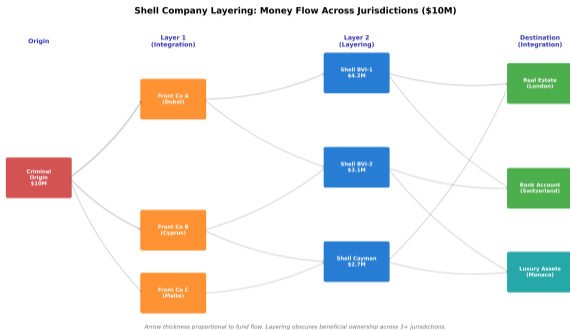 Shell Company Layering: Money Flow Across Jurisdictions ($10M)
Origin
Layer 1
(Integration)
Layer 2
(Layering)
Destination
(Integration)
Criminal
Origin
$10M
Front Co A
(Dubai)
Front Co B
(Cyprus)
Front Co C
(Malta)
Shell BVI-1
$4.2M
Shell BVI-2
$3.1M
Shell Cayman
$2.7M
Real Estate
(London)
Bank Account
(Switzerland)
Luxury Assets
(Monaco)
Arrow thickness proportional to fund flow. Layering obscures beneficial ownership across 3+ jurisdictions.